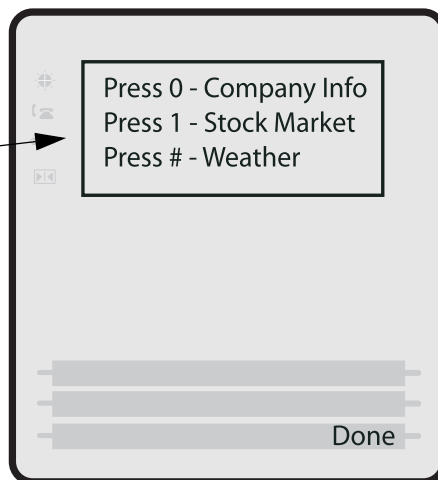 Press 0 - Company Info
Press 1 - Stock Market
Press # - Weather
Done